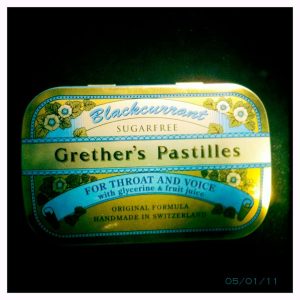 Blackcurrant
SUGARFREE
Grether's Pastilles
FOR THROAT AND VOICE
with glycerine & fruit juice
ORIGINAL FORMULA
HANDMADE IN SWITZERLAND
05/01/11